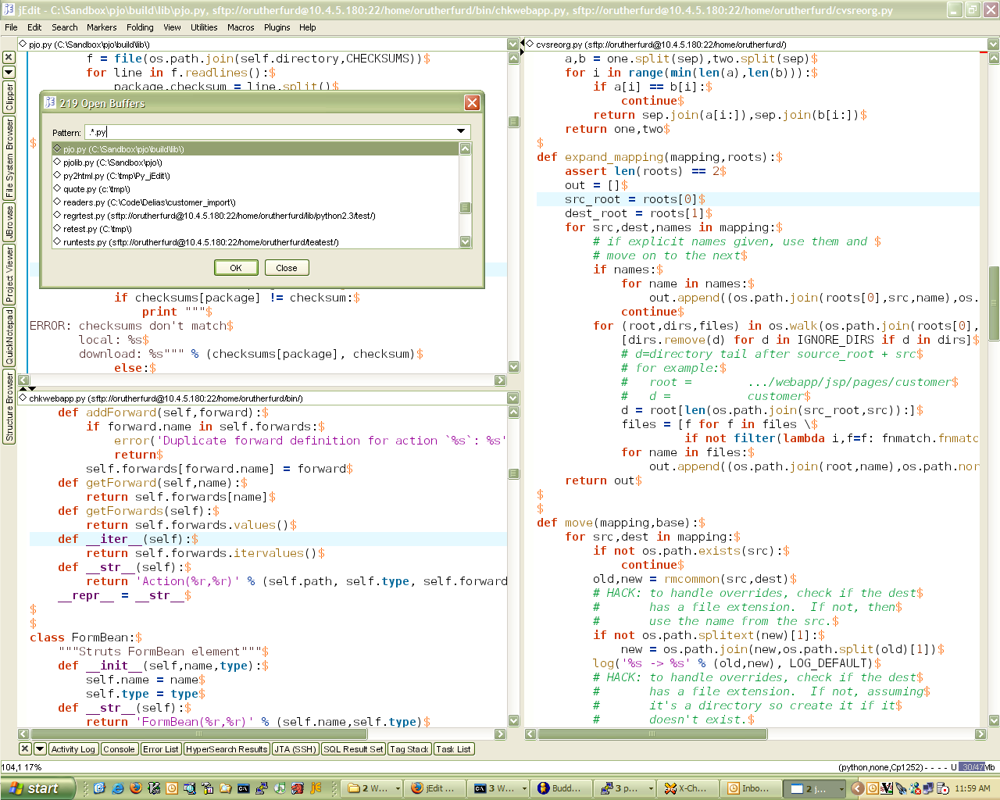 jEdit - C:\Sandbox\pjo\build\lib\pjo.py, sftp://orutherfurd@10.4.5.180:22/home/orutherfurd/bin/chkwebapp.py, sftp://orutherfurd@10.4.5.180:22/home/orutherfurd/cvsreorg.py
File Edit Search Markers Folding View Utilities Macros Plugins Help
pjo.py (C:\Sandbox\pjo\build\lib\)
f = file(os.path.join(self.directory,CHECKSUMS))$
for line in f.readlines():$
package,checksum = line.split()$
219 Open Buffers
Pattern: .*.py
$
pjo.py (C:\Sandbox\pjo\build\lib\)
pjolib.py (C:\Sandbox\pjo\)
py2html.py (C:\tmp\Py_jEdit\)
quote.py (c:\tmp\)
readers.py (C:\Code\Delias\customer_import\)
regrtest.py (sftp://orutherfurd@10.4.5.180:22/home/orutherfurd/lib/python2.3/test/)
retest.py (C:\tmp\)
runtests.py (sftp://orutherfurd@10.4.5.180:22/home/orutherfurd/teatest/)
OK Close
if checksums[package] != checksum:$
print """$
ERROR: checksums don't match$
local: %s$
download: %s""" % (checksums[package], checksum)$
else:$
Clipper
File System Browser
JBrowse
Project Viewer
QuickNotepad
Structure Browser
chkwebapp.py (sftp://orutherfurd@10.4.5.180:22/home/orutherfurd/bin/)
def addForward(self,forward):$
if forward.name in self.forwards:$
error('Duplicate forward definition for action `%s`: %s'
return$
self.forwards[forward.name] = forward$
def getForward(self,name):$
return self.forwards[name]$
def getForwards(self):$
return self.forwards.values()$
def __iter__(self):$
return self.forwards.itervalues()$
def __str__(self):$
return 'Action(%r,%r)' % (self.path, self.type, self.forward
__repr__ = __str__$
$
$
class FormBean:$
"""Struts FormBean element"""$
def __init__(self,name,type):$
self.name = name$
self.type = type$
def __str__(self):$
return 'FormBean(%r,%r)' % (self.name,self.type)$
cvsreorg.py (sftp://orutherfurd@10.4.5.180:22/home/orutherfurd/)
a,b = one.split(sep),two.split(sep)$
for i in range(min(len(a),len(b))):$
if a[i] == b[i]:$
continue$
return sep.join(a[i:]),sep.join(b[i:])$
return one,two$
$
def expand_mapping(mapping,roots):$
assert len(roots) == 2$
out = []$
src_root = roots[0]$
dest_root = roots[1]$
for src,dest,names in mapping:$
# if explicit names given, use them and $
# move on to the next$
if names:$
for name in names:$
out.append((os.path.join(roots[0],src,name),os.
continue$
for (root,dirs,files) in os.walk(os.path.join(roots[0],
[dirs.remove(d) for d in IGNORE_DIRS if d in dirs]$
# d=directory tail after source_root + src$
# for example:$
# root = .../webapp/jsp/pages/customer$
# d = customer$
d = root[len(os.path.join(src_root,src)):]$
files = [f for f in files \$
if not filter(lambda i,f=f: fnmatch.fnmatc
for name in files:$
out.append((os.path.join(root,name),os.path.nor
return out$
$
$
def move(mapping,base):$
for src,dest in mapping:$
if not os.path.exists(src):$
continue$
old,new = rmcommon(src,dest)$
# HACK: to handle overrides, check if the dest$
# has a file extension. If not, then$
# use the name from the src.$
if not os.path.splitext(new)[1]:$
new = os.path.join(new,os.path.split(old)[1])$
log('%s -> %s' % (old,new), LOG_DEFAULT)$
# HACK: to handle overrides, check if the dest$
# has a file extension. If not, assuming$
# it's a directory so create it if it$
# doesn't exist.$
Activity Log Console Error List HyperSearch Results JTA (SSH) SQL Result Set Tag Stack Task List
104,1 17% (python,none,Cp1252) - - - - U 30/47Mb
start 2 W... jEdit ... 3 W... Budd... 3 p... X-Ch... Inbo... 2 j... 11:59 AM